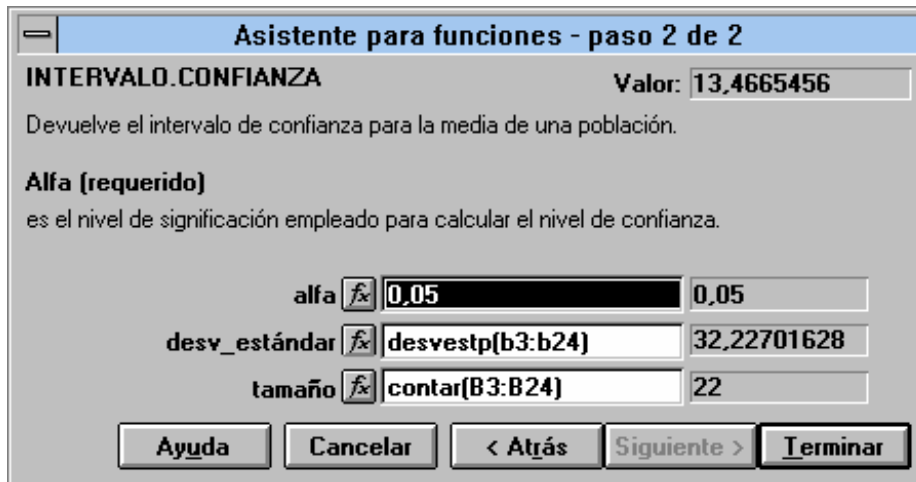 Asistente para funciones - paso 2 de 2
INTERVALO.CONFIANZA Valor: 13,4665456
Devuelve el intervalo de confianza para la media de una población.
Alfa (requerido)
es el nivel de significación empleado para calcular el nivel de confianza.
alfa fx 0,05 0,05
desv_estándar fx desvestp(b3:b24) 32,22701628
tamaño fx contar(B3:B24) 22
Ayuda Cancelar < Atrás Siguiente > Terminar